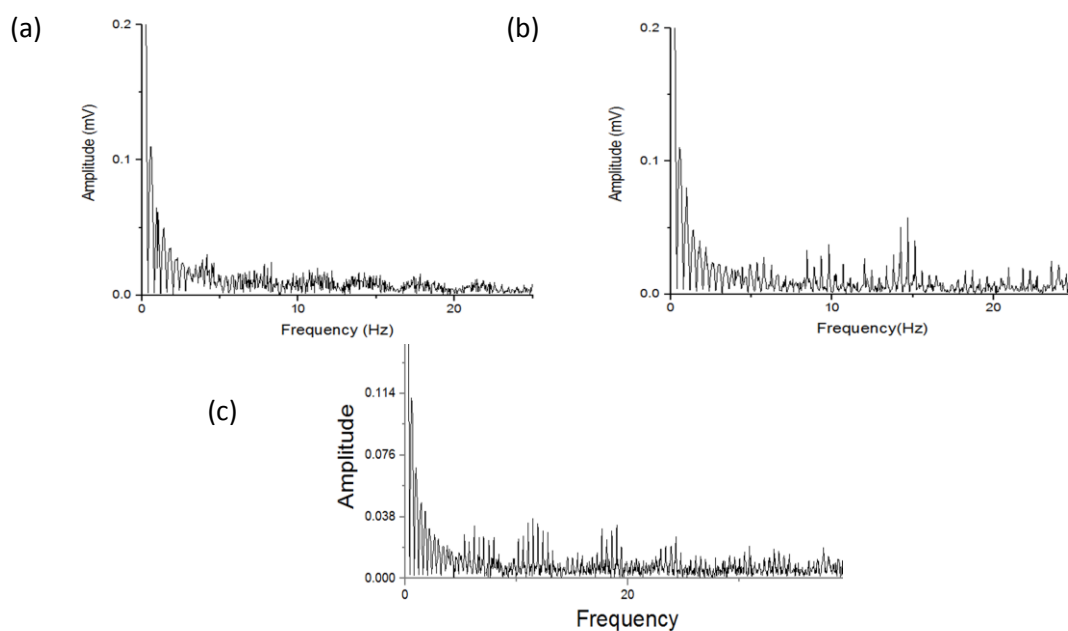 (a)
0.2
0.1
0.0
Amplitude (mV)
0
10
20
Frequency (Hz)
(b)
0.2
0.1
0.0
Amplitude (mV)
0
10
20
Frequency(Hz)
(c)
0.114
0.076
0.038
0.000
Amplitude
0
20
Frequency